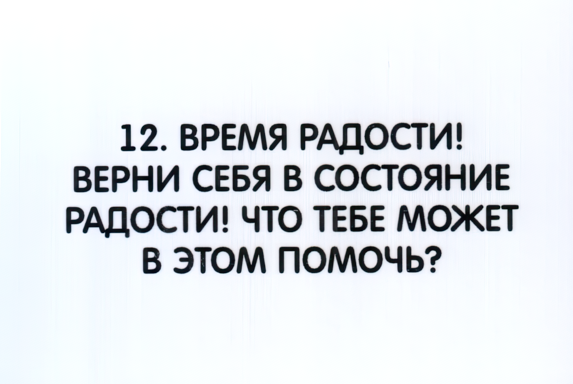 12. ВРЕМЯ РАДОСТИ!
ВЕРНИ СЕБЯ В СОСТОЯНИЕ
РАДОСТИ! ЧТО ТЕБЕ МОЖЕТ
В ЭТОМ ПОМОЧЬ?